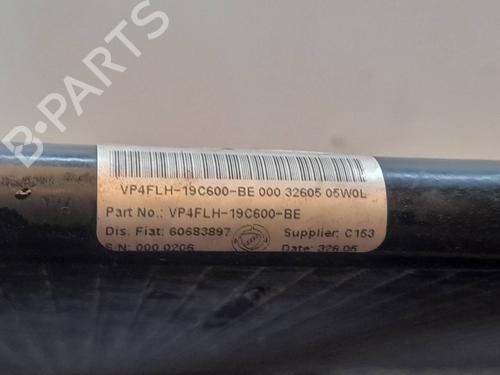 B-PARTS
VP4FLH-19C600-BE 000 32605 05W0L
Part No.: VP4FLH-19C600-BE
Dis. Fiat: 60683897 Supplier: C153
S/N: 000 0206 Date: 326 05